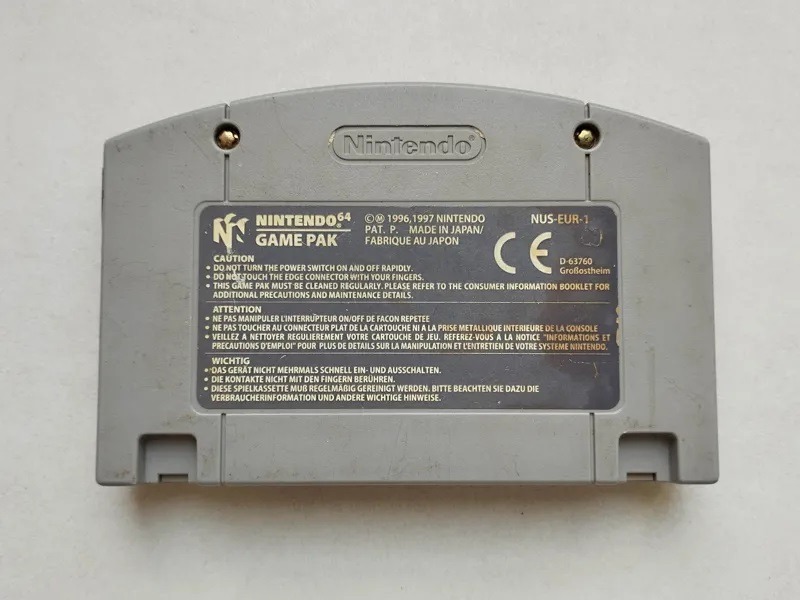 Nintendo®
NINTENDO 64
GAME PAK
©Ⓜ 1996,1997 NINTENDO
PAT. P. MADE IN JAPAN/
FABRIQUE AU JAPON
NUS-EUR-1
CE
D-63760
Großostheim
CAUTION
• DO NOT TURN THE POWER SWITCH ON AND OFF RAPIDLY.
• DO NOT TOUCH THE EDGE CONNECTOR WITH YOUR FINGERS.
• THIS GAME PAK MUST BE CLEANED REGULARLY. PLEASE REFER TO THE CONSUMER INFORMATION BOOKLET FOR
ADDITIONAL PRECAUTIONS AND MAINTENANCE DETAILS.
ATTENTION
• NE PAS MANIPULER L'INTERRUPTEUR ON/OFF DE FACON REPETEE
• NE PAS TOUCHER AU CONNECTEUR PLAT DE LA CARTOUCHE NI A LA PRISE METALLIQUE INTERIEURE DE LA CONSOLE
• VEILLEZ A NETTOYER REGULIEREMENT VOTRE CARTOUCHE DE JEU. REFEREZ-VOUS A LA NOTICE "INFORMATIONS ET
PRECAUTIONS D'EMPLOI" POUR PLUS DE DETAILS SUR LA MANIPULATION ET L'ENTRETIEN DE VOTRE SYSTEME NINTENDO.
WICHTIG
• DAS GERÄT NICHT MEHRMALS SCHNELL EIN- UND AUSSCHALTEN.
• DIE KONTAKTE NICHT MIT DEN FINGERN BERÜHREN.
• DIESE SPIELKASSETTE MUß REGELMÄßIG GEREINIGT WERDEN. BITTE BEACHTEN SIE DAZU DIE
VERBRAUCHERINFORMATION UND ANDERE WICHTIGE HINWEISE.